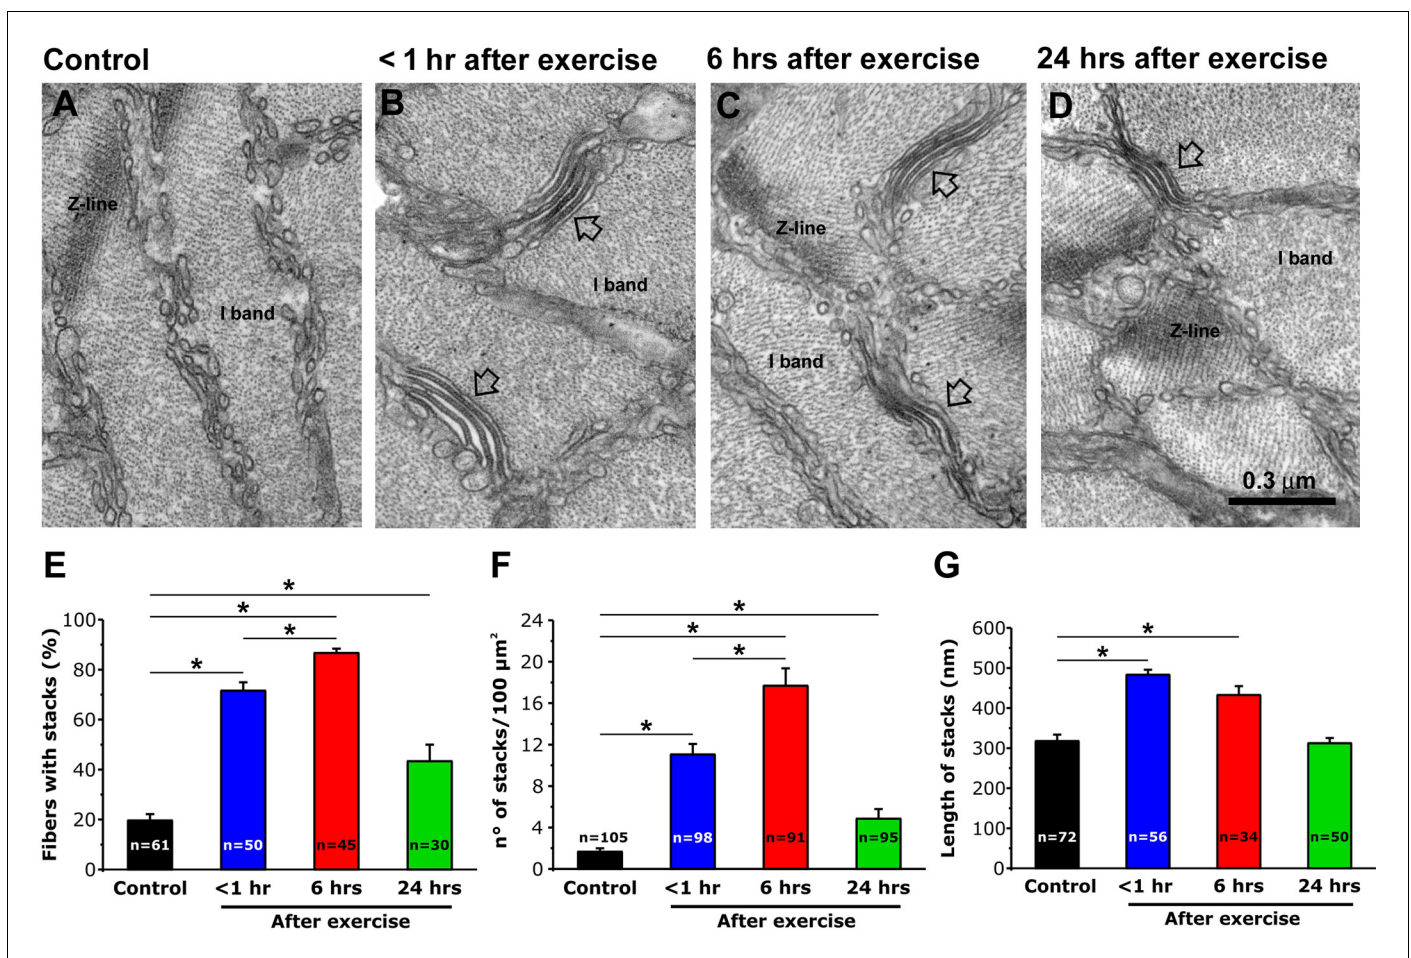 Control
< 1 hr after exercise
6 hrs after exercise
24 hrs after exercise
A
B
C
D
Z-line
I band
I band
Z-line
I band
I band
Z-line
0.3 µm
E
Fibers with stacks (%)
100
80
60
40
20
0
*
*
*
*
n=61
n=50
n=45
n=30
Control
<1 hr
6 hrs
24 hrs
After exercise
F
n° of stacks/100 µm²
24
20
16
12
8
4
0
*
*
*
*
n=105
n=98
n=91
n=95
Control
<1 hr
6 hrs
24 hrs
After exercise
G
Length of stacks (nm)
600
500
400
300
200
100
0
*
*
n=72
n=56
n=34
n=50
Control
<1 hr
6 hrs
24 hrs
After exercise